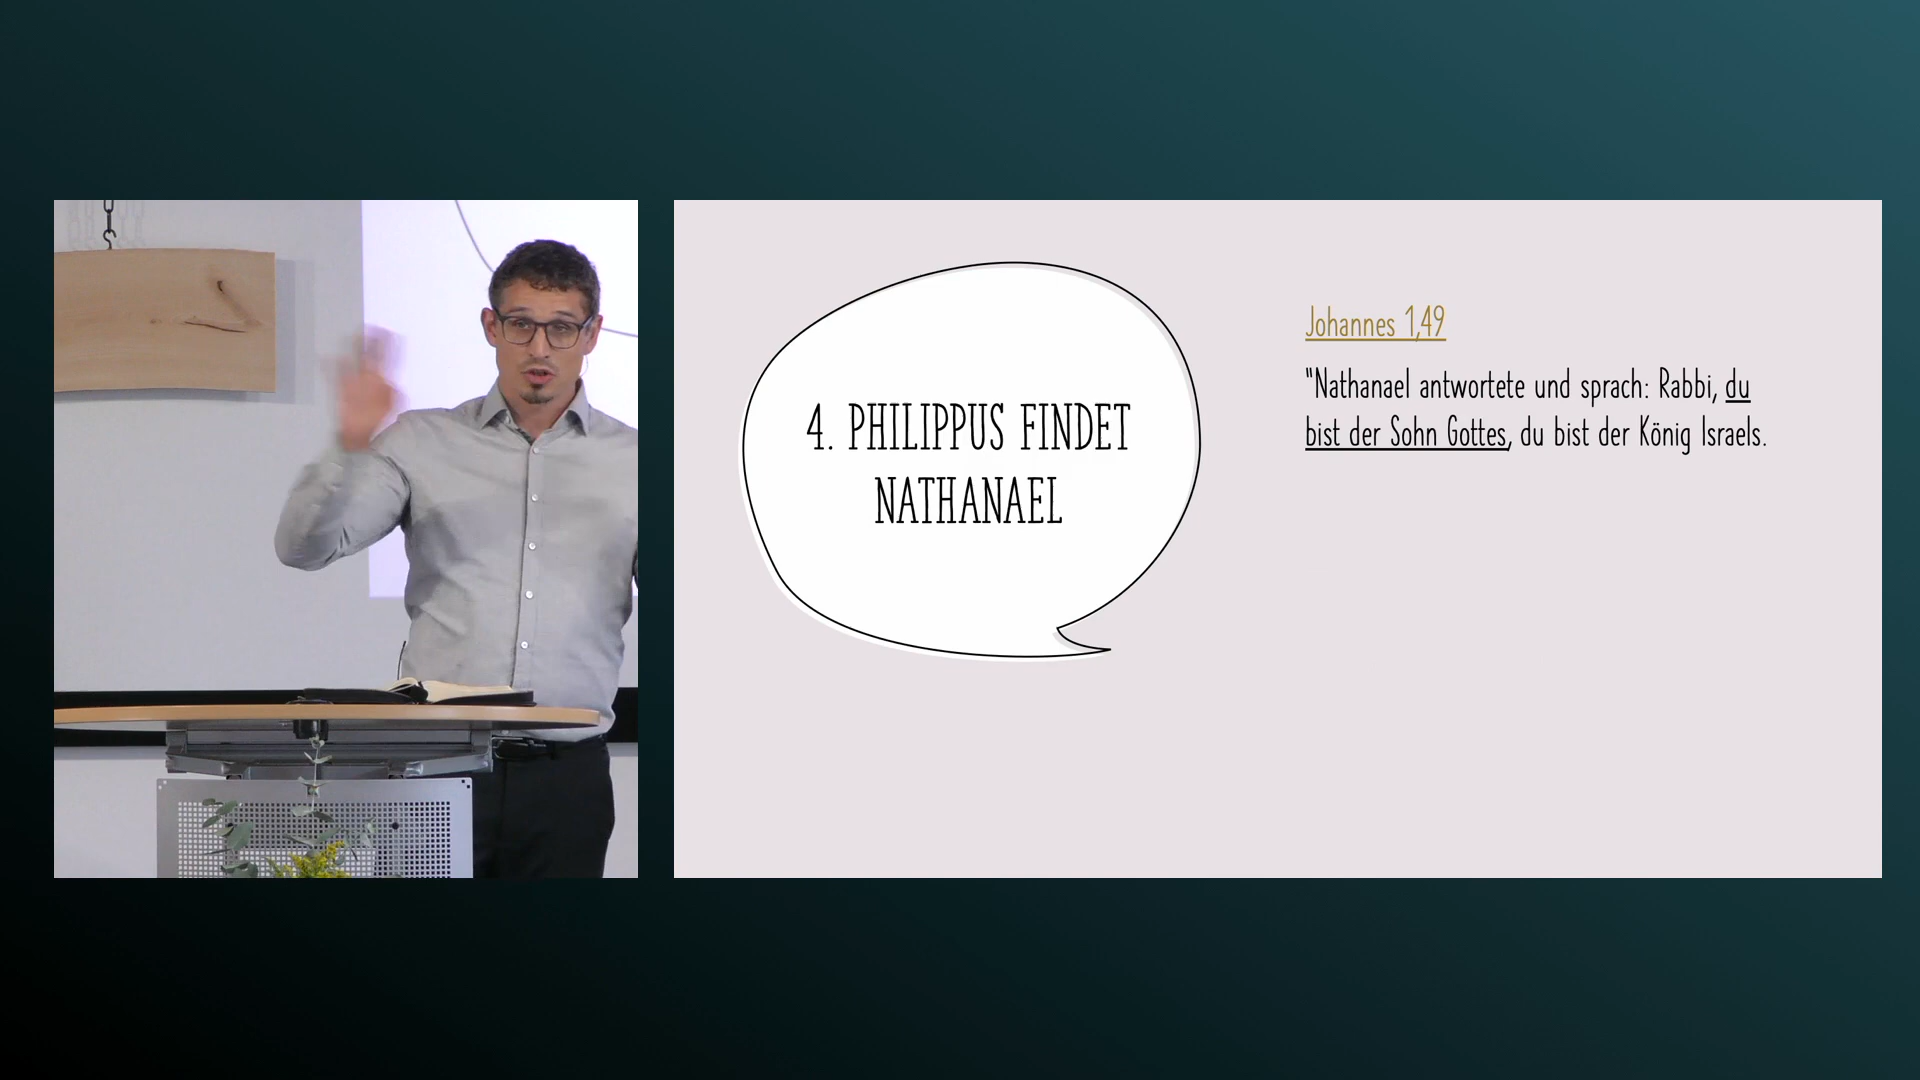 4. PHILIPPUS FINDET
NATHANAEL
Johannes 1,49
"Nathanael antwortete und sprach: Rabbi, du
bist der Sohn Gottes, du bist der König Israels.